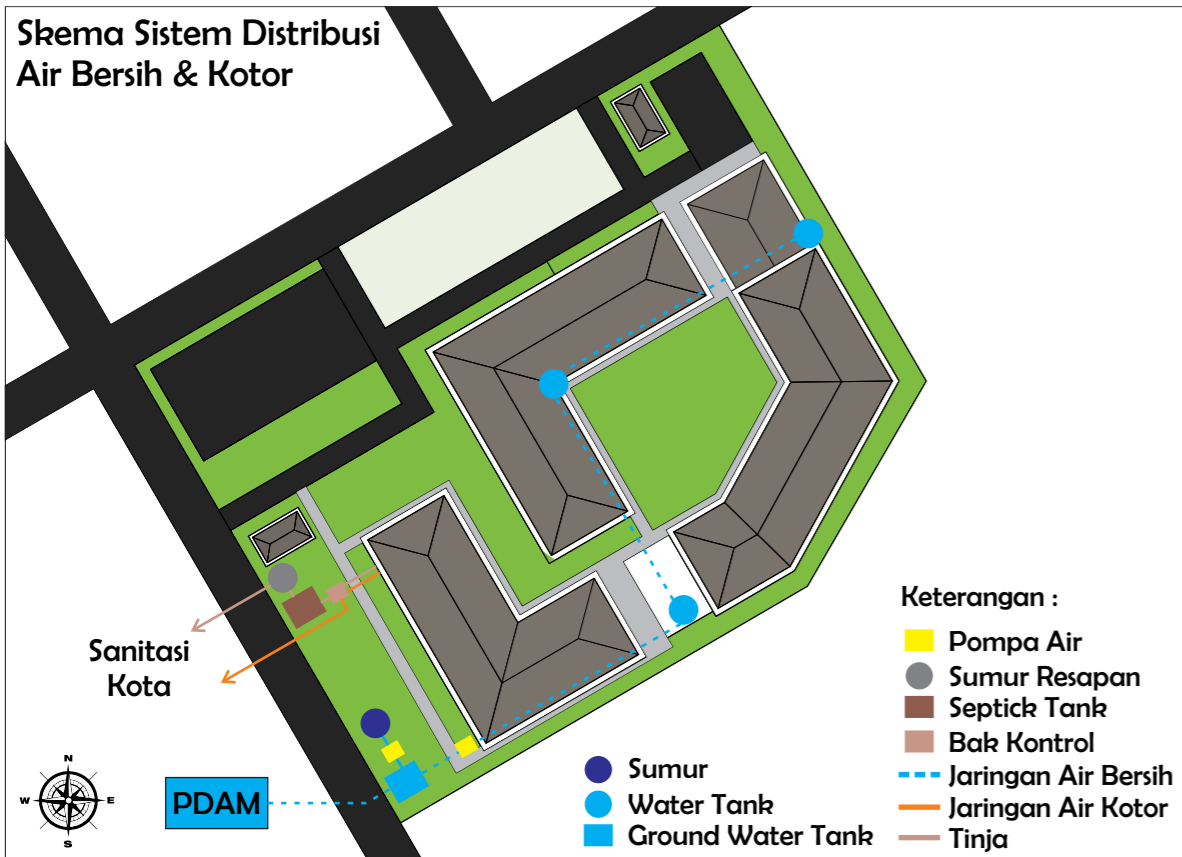 Skema Sistem Distribusi
Air Bersih & Kotor
Sanitasi
Kota
PDAM
N
W
E
S
Sumur
Water Tank
Ground Water Tank
Keterangan :
Pompa Air
Sumur Resapan
Septick Tank
Bak Kontrol
Jaringan Air Bersih
Jaringan Air Kotor
Tinja